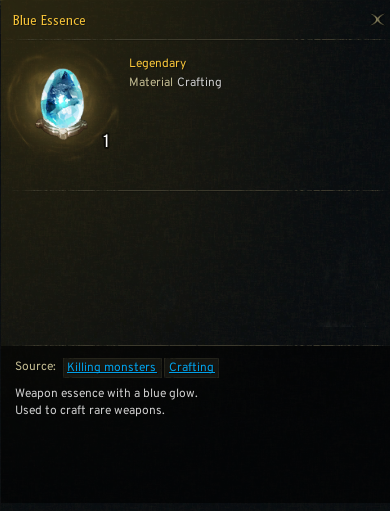 Blue Essence
Legendary
Material Crafting
1
Source: Killing monsters Crafting
Weapon essence with a blue glow.
Used to craft rare weapons.